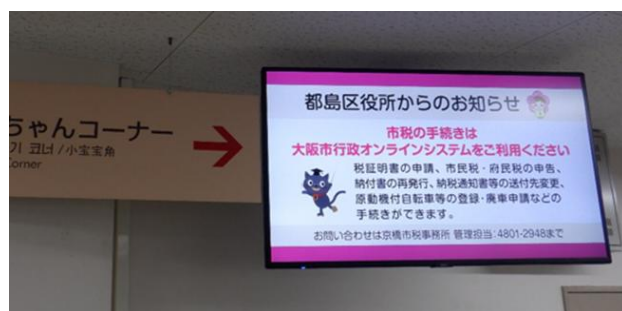 ちゃんコーナー
기 코너 /小宝宝角
Corner
都島区役所からのお知らせ
市税の手続きは
大阪市行政オンラインシステムをご利用ください
税証明書の申請、市民税・府民税の申告、
納付書の再発行、納税通知書等の送付先変更、
原動機付自転車等の登録・廃車申請などの
手続きができます。
お問い合わせは京橋市税事務所 管理担当:4801-2948まで